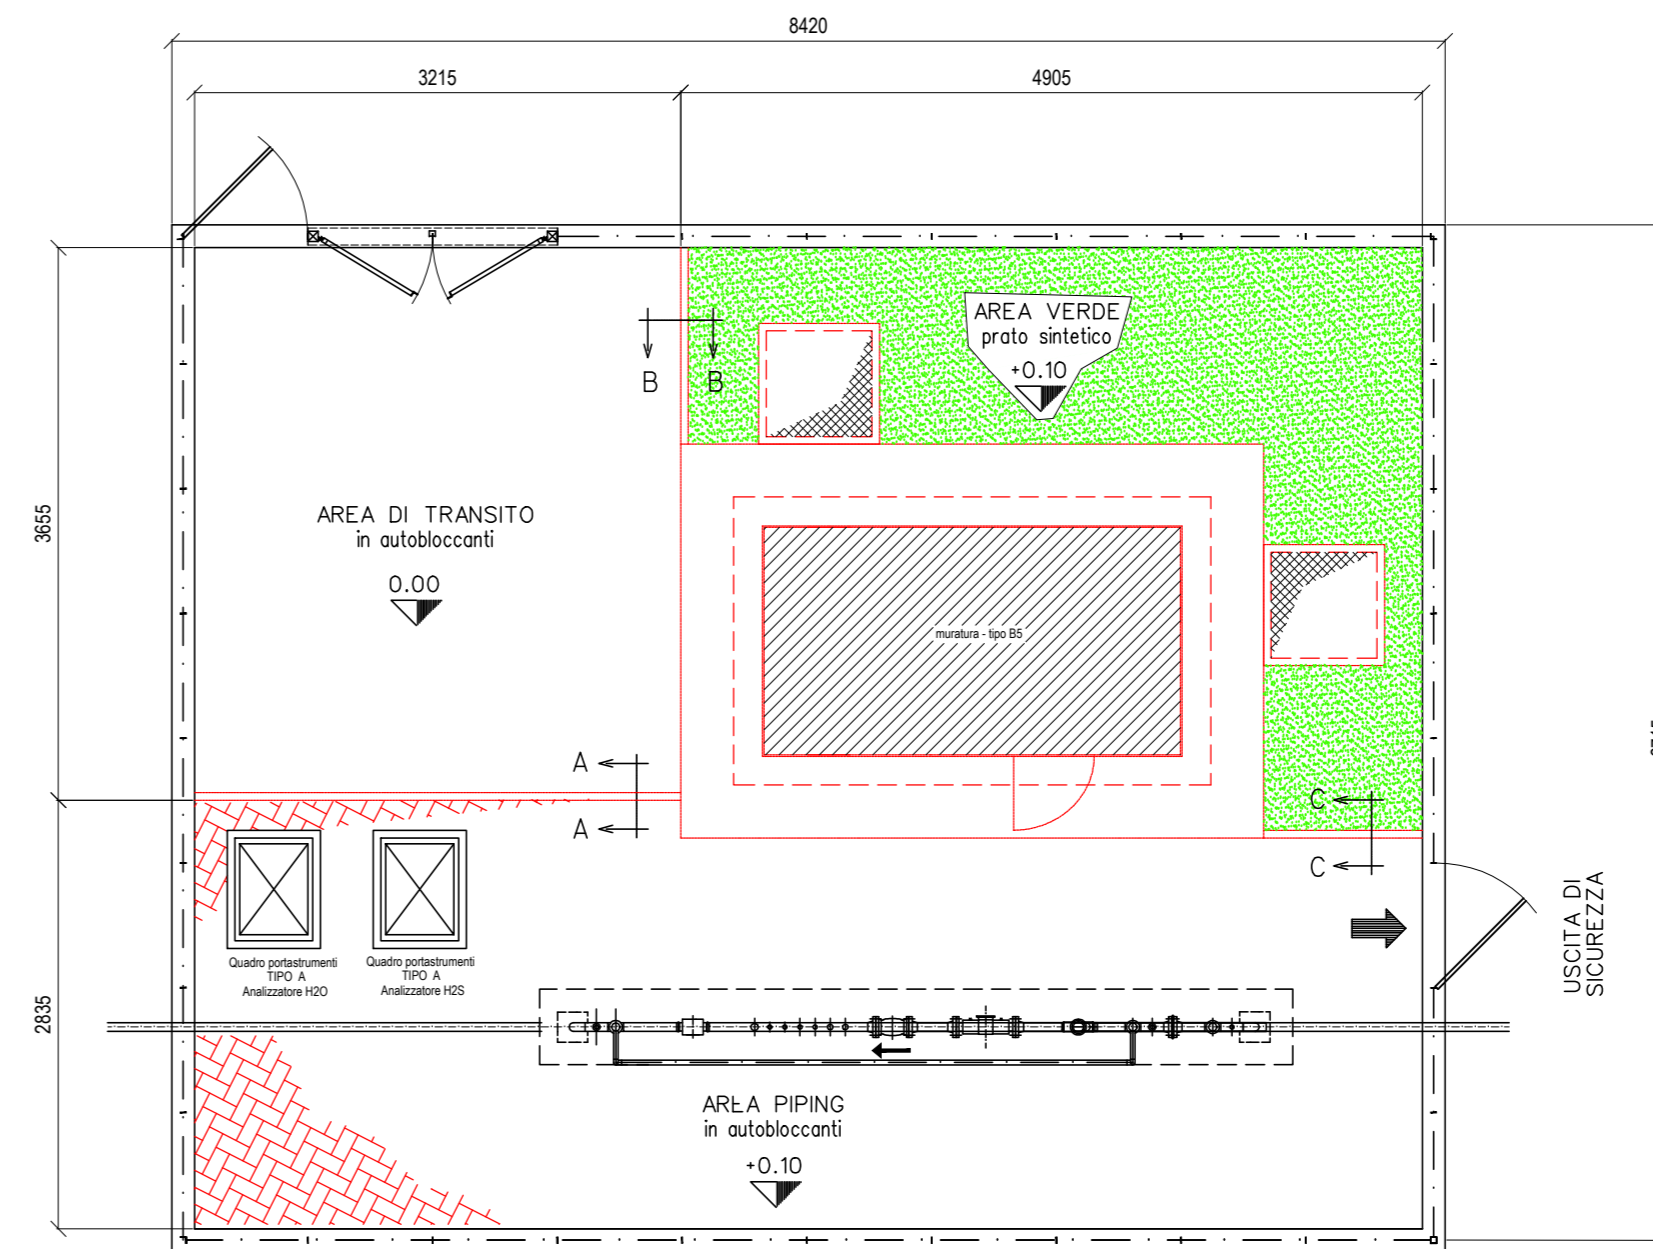 8420
3215
4905
AREA VERDE
prato sintetico
+0.10
B
B
AREA DI TRANSITO
in autobloccanti
0.00
3655
muratura - tipo B5
A
A
C
C
USCITA DI
SICUREZZA
Quadro portastrumenti
TIPO A
Analizzatore H2O
Quadro portastrumenti
TIPO A
Analizzatore H2S
2835
AREA PIPING
in autobloccanti
+0.10